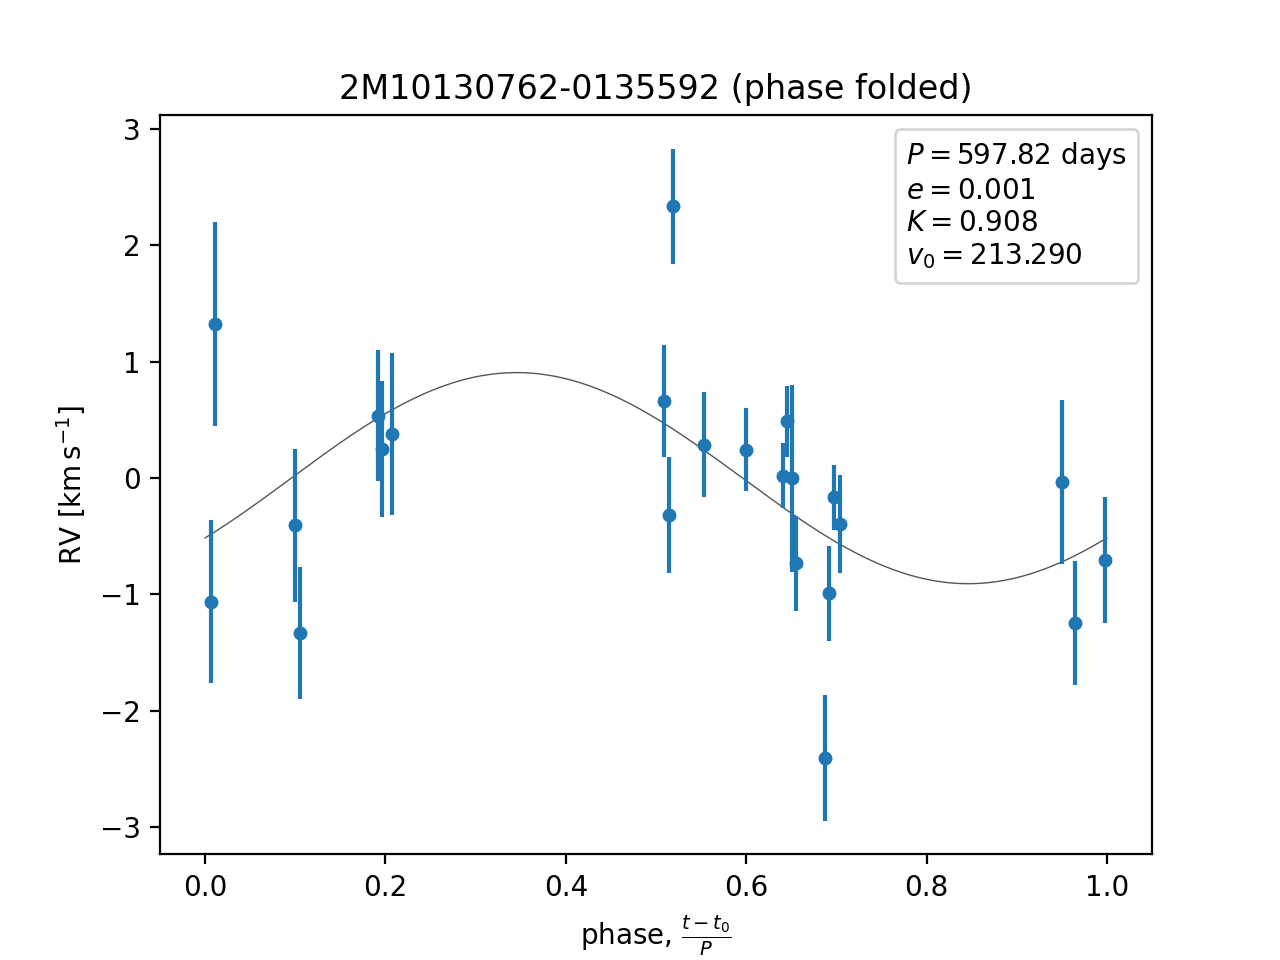 2M10130762-0135592 (phase folded)
P = 597.82 days
e = 0.001
K = 0.908
v₀ = 213.290
3
2
1
0
−1
−2
−3
RV [km s⁻¹]
0.0 0.2 0.4 0.6 0.8 1.0
phase, (t − t₀)/P